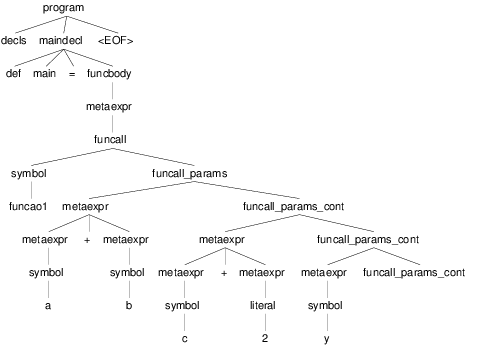 program
decls maindecl <EOF>
def main = funcbody
metaexpr
funcall
symbol funcall_params
funcao1 metaexpr funcall_params_cont
metaexpr + metaexpr metaexpr funcall_params_cont
symbol symbol metaexpr + metaexpr metaexpr funcall_params_cont
a b symbol literal symbol
c 2 y